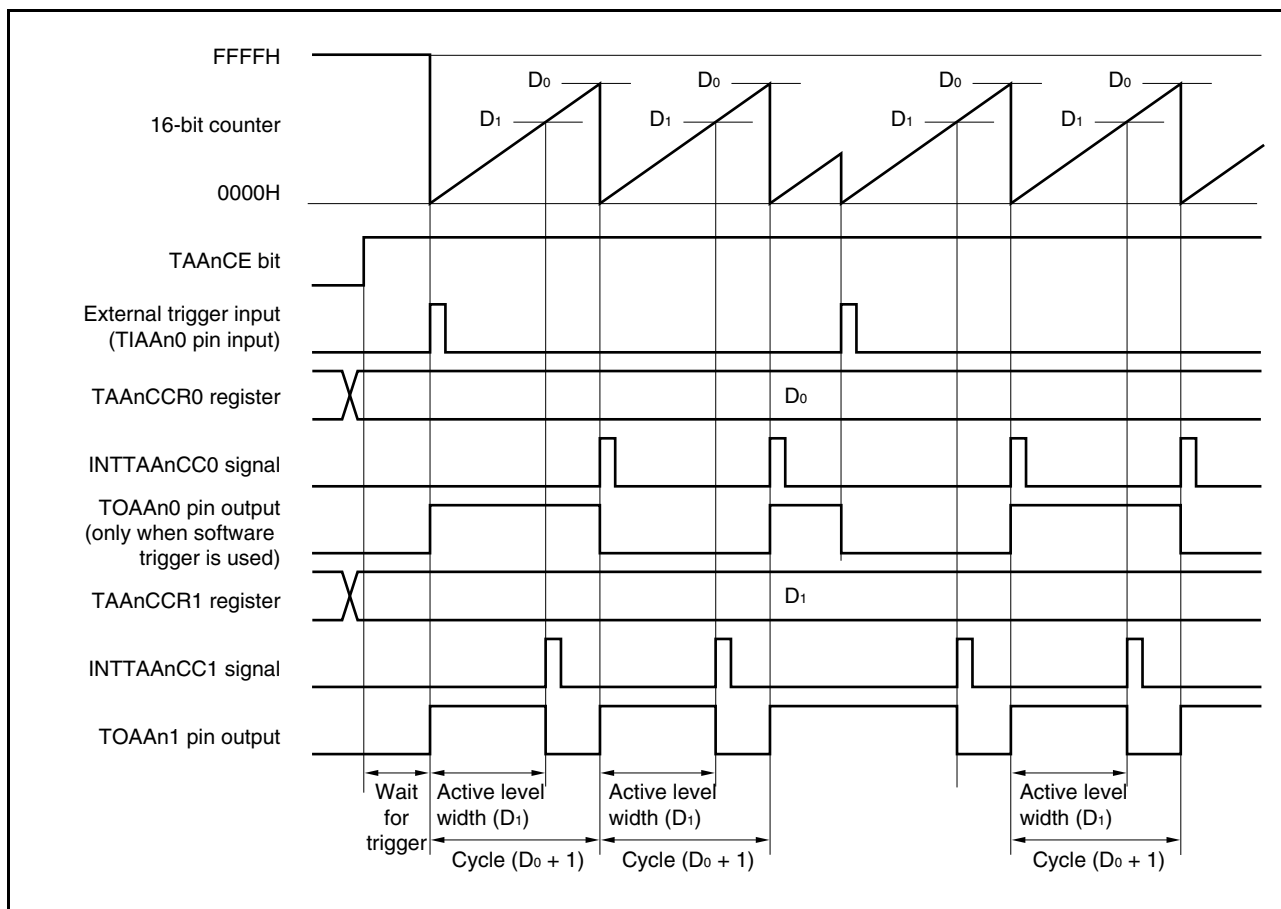 FFFFH
D0 D0 D0 D0
16-bit counter
D1 D1 D1 D1
0000H
TAAnCE bit
External trigger input
(TIAAn0 pin input)
TAAnCCR0 register
D0
INTTAAnCC0 signal
TOAAn0 pin output
(only when software
trigger is used)
TAAnCCR1 register
D1
INTTAAnCC1 signal
TOAAn1 pin output
Wait
for
trigger
Active level
width (D1)
Active level
width (D1)
Active level
width (D1)
Cycle (D0 + 1)
Cycle (D0 + 1)
Cycle (D0 + 1)